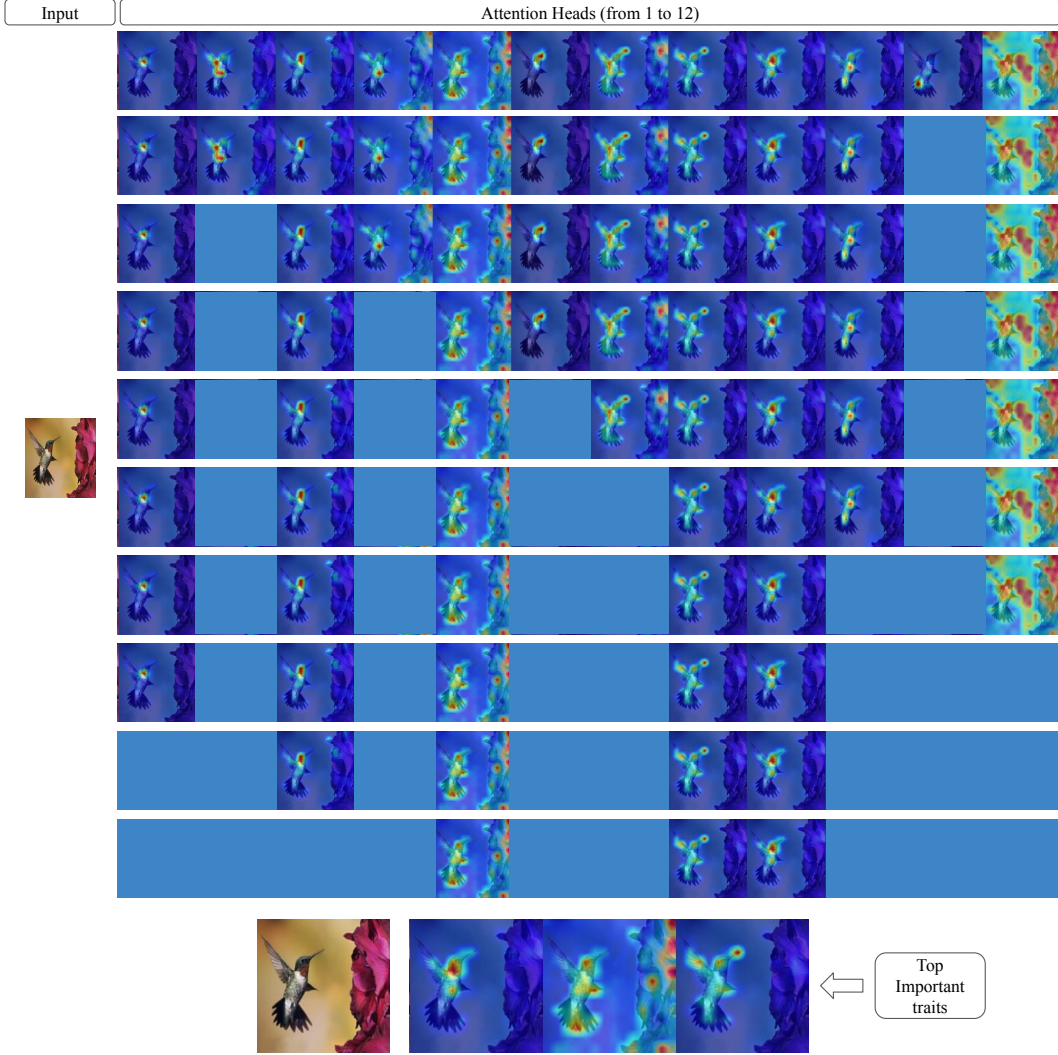 Input
Attention Heads (from 1 to 12)
Top
Important
traits